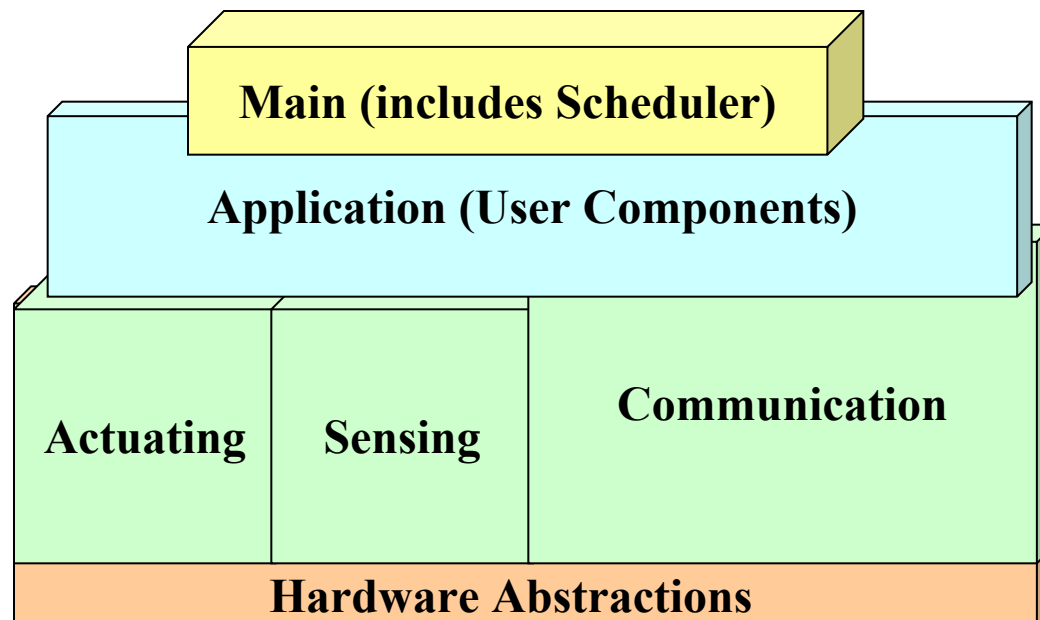 Main (includes Scheduler)
Application (User Components)
Actuating
Sensing
Communication
Hardware Abstractions